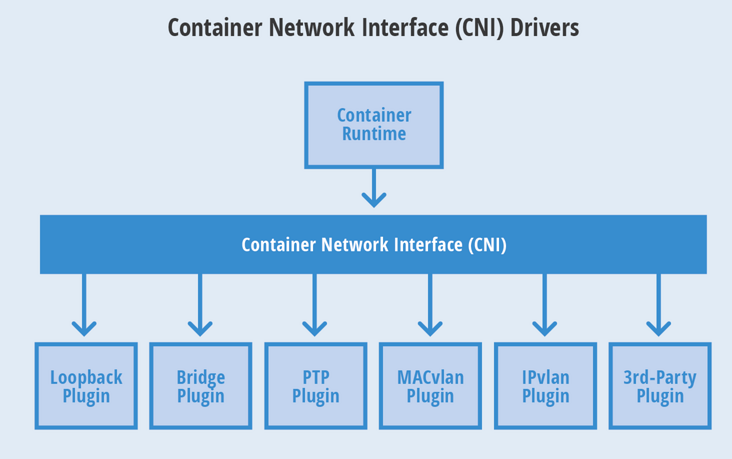 Container Network Interface (CNI) Drivers
Container
Runtime
Container Network Interface (CNI)
Loopback
Plugin
Bridge
Plugin
PTP
Plugin
MACvlan
Plugin
IPvlan
Plugin
3rd-Party
Plugin